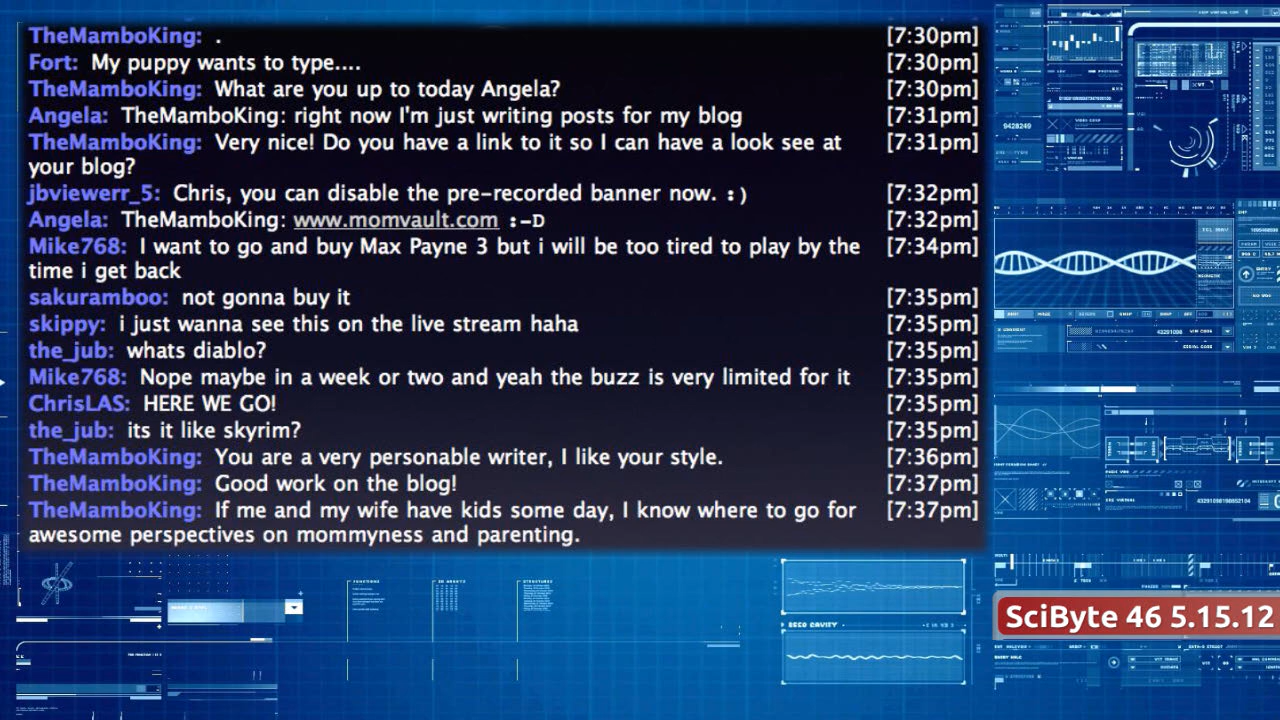 TheMamboKing: . [7:30pm]
Fort: My puppy wants to type.... [7:30pm]
TheMamboKing: What are you up to today Angela? [7:30pm]
Angela: TheMamboKing: right now I'm just writing posts for my blog [7:31pm]
TheMamboKing: Very nice! Do you have a link to it so I can have a look see at [7:31pm]
your blog?
jbviewerr_5: Chris, you can disable the pre-recorded banner now. :) [7:32pm]
Angela: TheMamboKing: www.momvault.com :-D [7:32pm]
Mike768: I want to go and buy Max Payne 3 but i will be too tired to play by the [7:34pm]
time i get back
sakuramboo: not gonna buy it [7:35pm]
skippy: i just wanna see this on the live stream haha [7:35pm]
the_jub: whats diablo? [7:35pm]
Mike768: Nope maybe in a week or two and yeah the buzz is very limited for it [7:35pm]
ChrisLAS: HERE WE GO! [7:35pm]
the_jub: its it like skyrim? [7:35pm]
TheMamboKing: You are a very personable writer, I like your style. [7:36pm]
TheMamboKing: Good work on the blog! [7:37pm]
TheMamboKing: If me and my wife have kids some day, I know where to go for [7:37pm]
awesome perspectives on mommyness and parenting.
9428249
SciByte 46 5.15.12